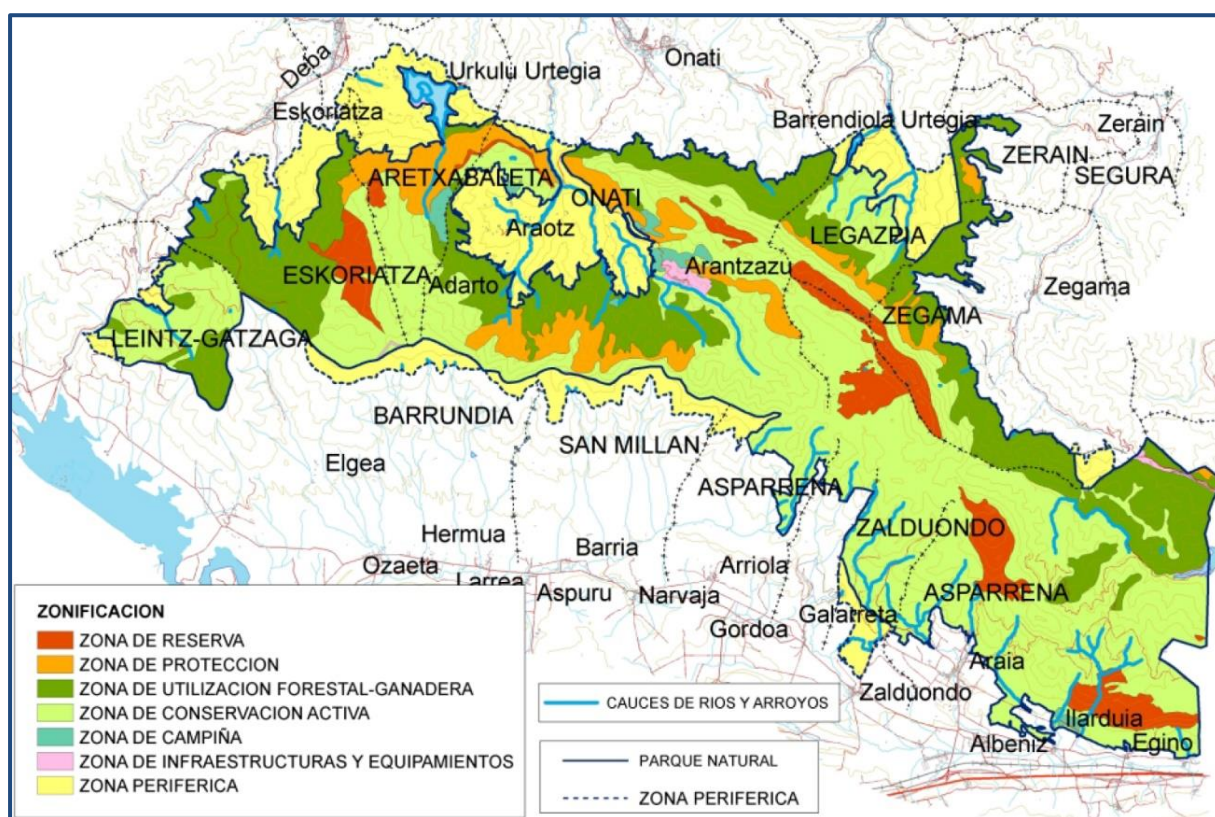 Deba
Urkulu Urtegia
Onati
Eskoriatza
Barrendiola Urtegia
Zerain
ZERAIN
SEGURA
ARETXABALETA
ONATI
Araotz
LEGAZPIA
ESKORIATZA
Adarto
Arantzazu
Zegama
ZEGAMA
LEINTZ-GATZAGA
BARRUNDIA
SAN MILLAN
Elgea
ASPARRENA
ZALDUONDO
Hermua
Barria
Ozaeta
Larrea
Arriola
Aspuru
Narvaja
ASPARRENA
Gordoa
Galarreta
Araia
Zalduondo
Ilarduia
Albeniz
Egino
ZONIFICACION
ZONA DE RESERVA
ZONA DE PROTECCION
ZONA DE UTILIZACION FORESTAL-GANADERA
ZONA DE CONSERVACION ACTIVA
ZONA DE CAMPIÑA
ZONA DE INFRAESTRUCTURAS Y EQUIPAMIENTOS
ZONA PERIFERICA
CAUCES DE RIOS Y ARROYOS
PARQUE NATURAL
ZONA PERIFERICA